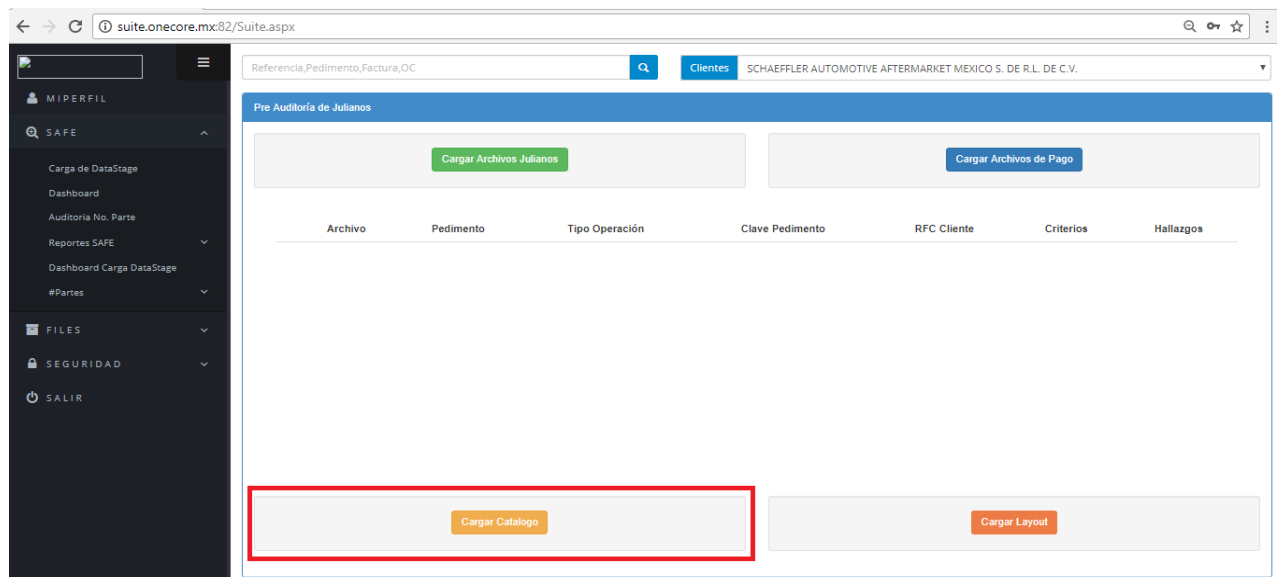 suite.onecore.mx:82/Suite.aspx
Referencia,Pedimento,Factura,OC
Clientes
SCHAEFFLER AUTOMOTIVE AFTERMARKET MEXICO S. DE R.L. DE C.V.
MIPERFIL
SAFE
Carga de DataStage
Dashboard
Auditoria No. Parte
Reportes SAFE
Dashboard Carga DataStage
#Partes
FILES
SEGURIDAD
SALIR
Pre Auditoría de Julianos
Cargar Archivos Julianos
Cargar Archivos de Pago
Archivo Pedimento Tipo Operación Clave Pedimento RFC Cliente Criterios Hallazgos
Cargar Catalogo
Cargar Layout